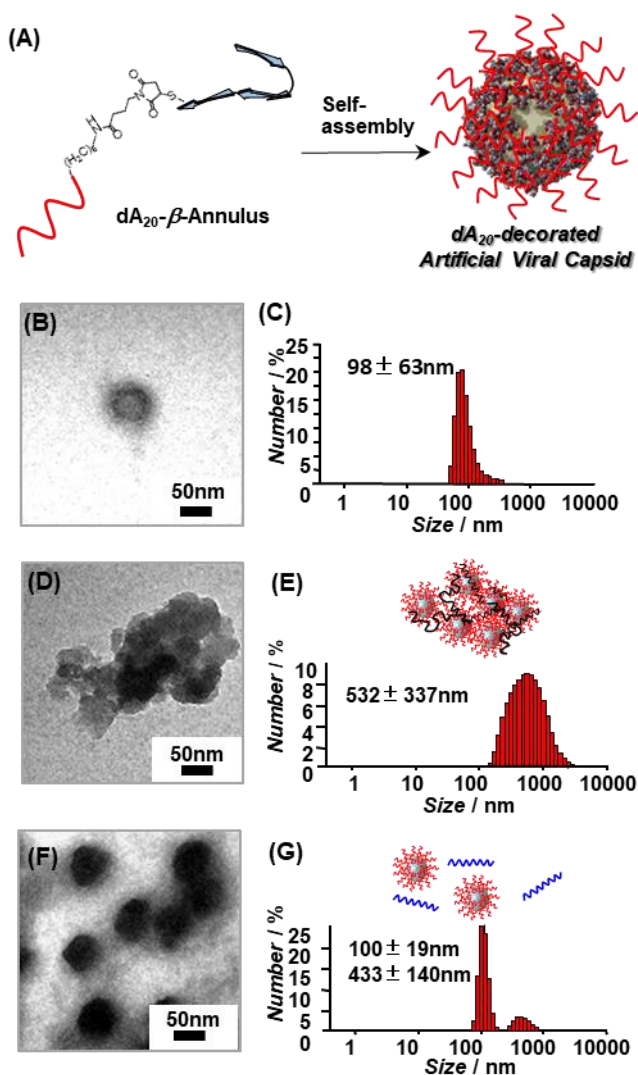 (A)
O
N
S
O
O
N
H
(H₂C)₆
Self-
assembly
dA₂₀-β-Annulus
dA₂₀-decorated
Artificial Viral Capsid
(B)
50nm
(C)
98 ± 63nm
Number / %
25
20
15
10
5
0
1 10 100 1000 10000
Size / nm
(D)
50nm
(E)
532 ± 337nm
Number / %
10
8
6
4
2
0
1 10 100 1000 10000
Size / nm
(F)
50nm
(G)
100 ± 19nm
433 ± 140nm
Number / %
25
20
15
10
5
0
1 10 100 1000 10000
Size / nm